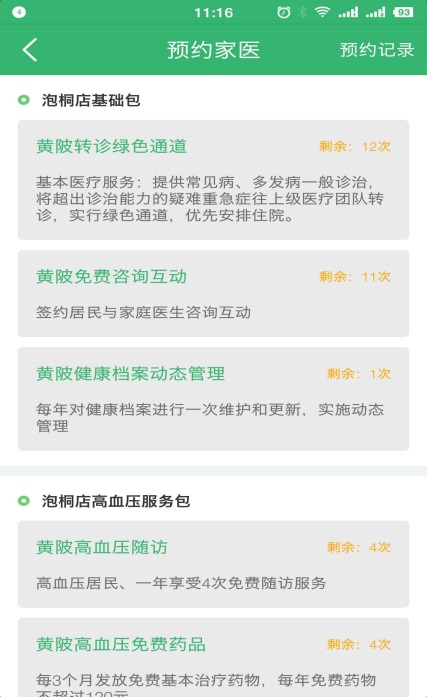 4 11:16 93
预约家医 预约记录
泡桐店基础包
黄陂转诊绿色通道 剩余：12次
基本医疗服务：提供常见病、多发病一般诊治，
将超出诊治能力的疑难重急症往上级医疗团队转
诊，实行绿色通道，优先安排住院。
黄陂免费咨询互动 剩余：11次
签约居民与家庭医生咨询互动
黄陂健康档案动态管理 剩余：1次
每年对健康档案进行一次维护和更新，实施动态
管理
泡桐店高血压服务包
黄陂高血压随访 剩余：4次
高血压居民、一年享受4次免费随访服务
黄陂高血压免费药品 剩余：4次
每3个月发放免费基本治疗药物，每年免费药物
不超过120元